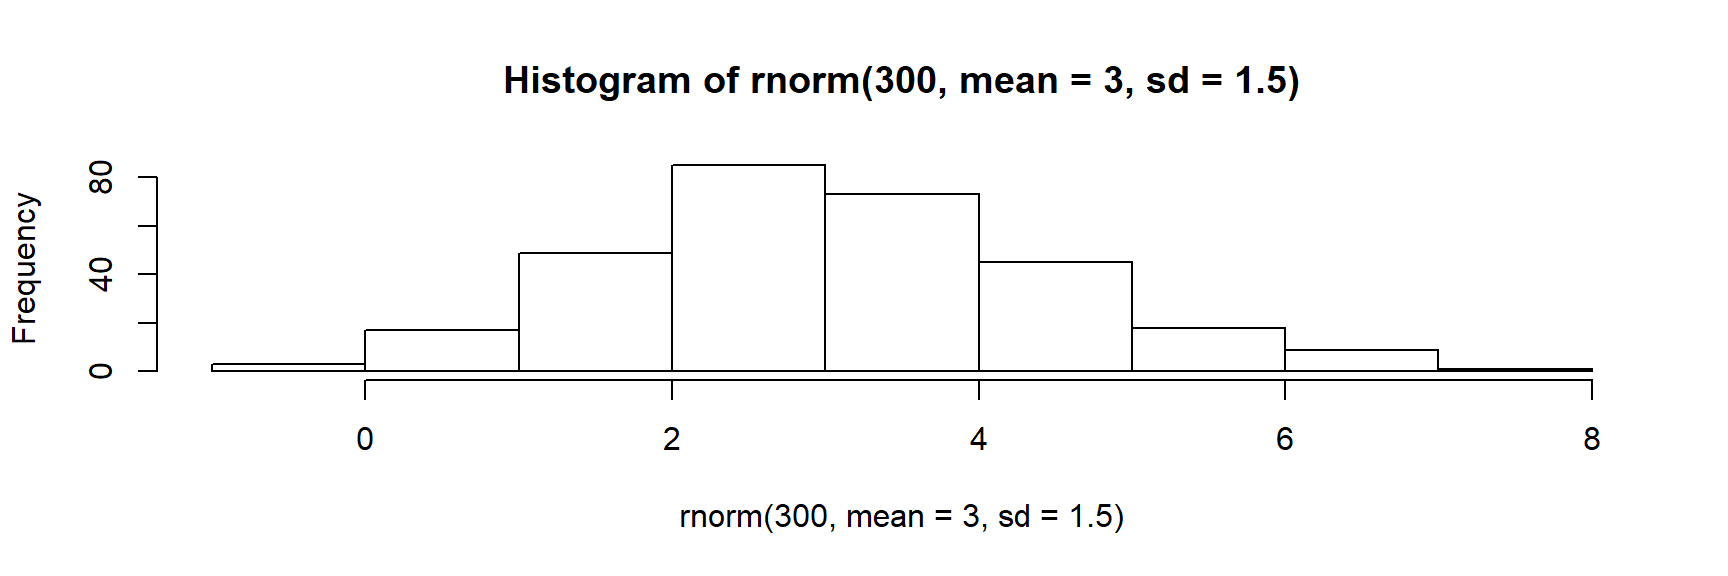 Histogram of rnorm(300, mean = 3, sd = 1.5)
Frequency
80
40
0
0 2 4 6 8
rnorm(300, mean = 3, sd = 1.5)